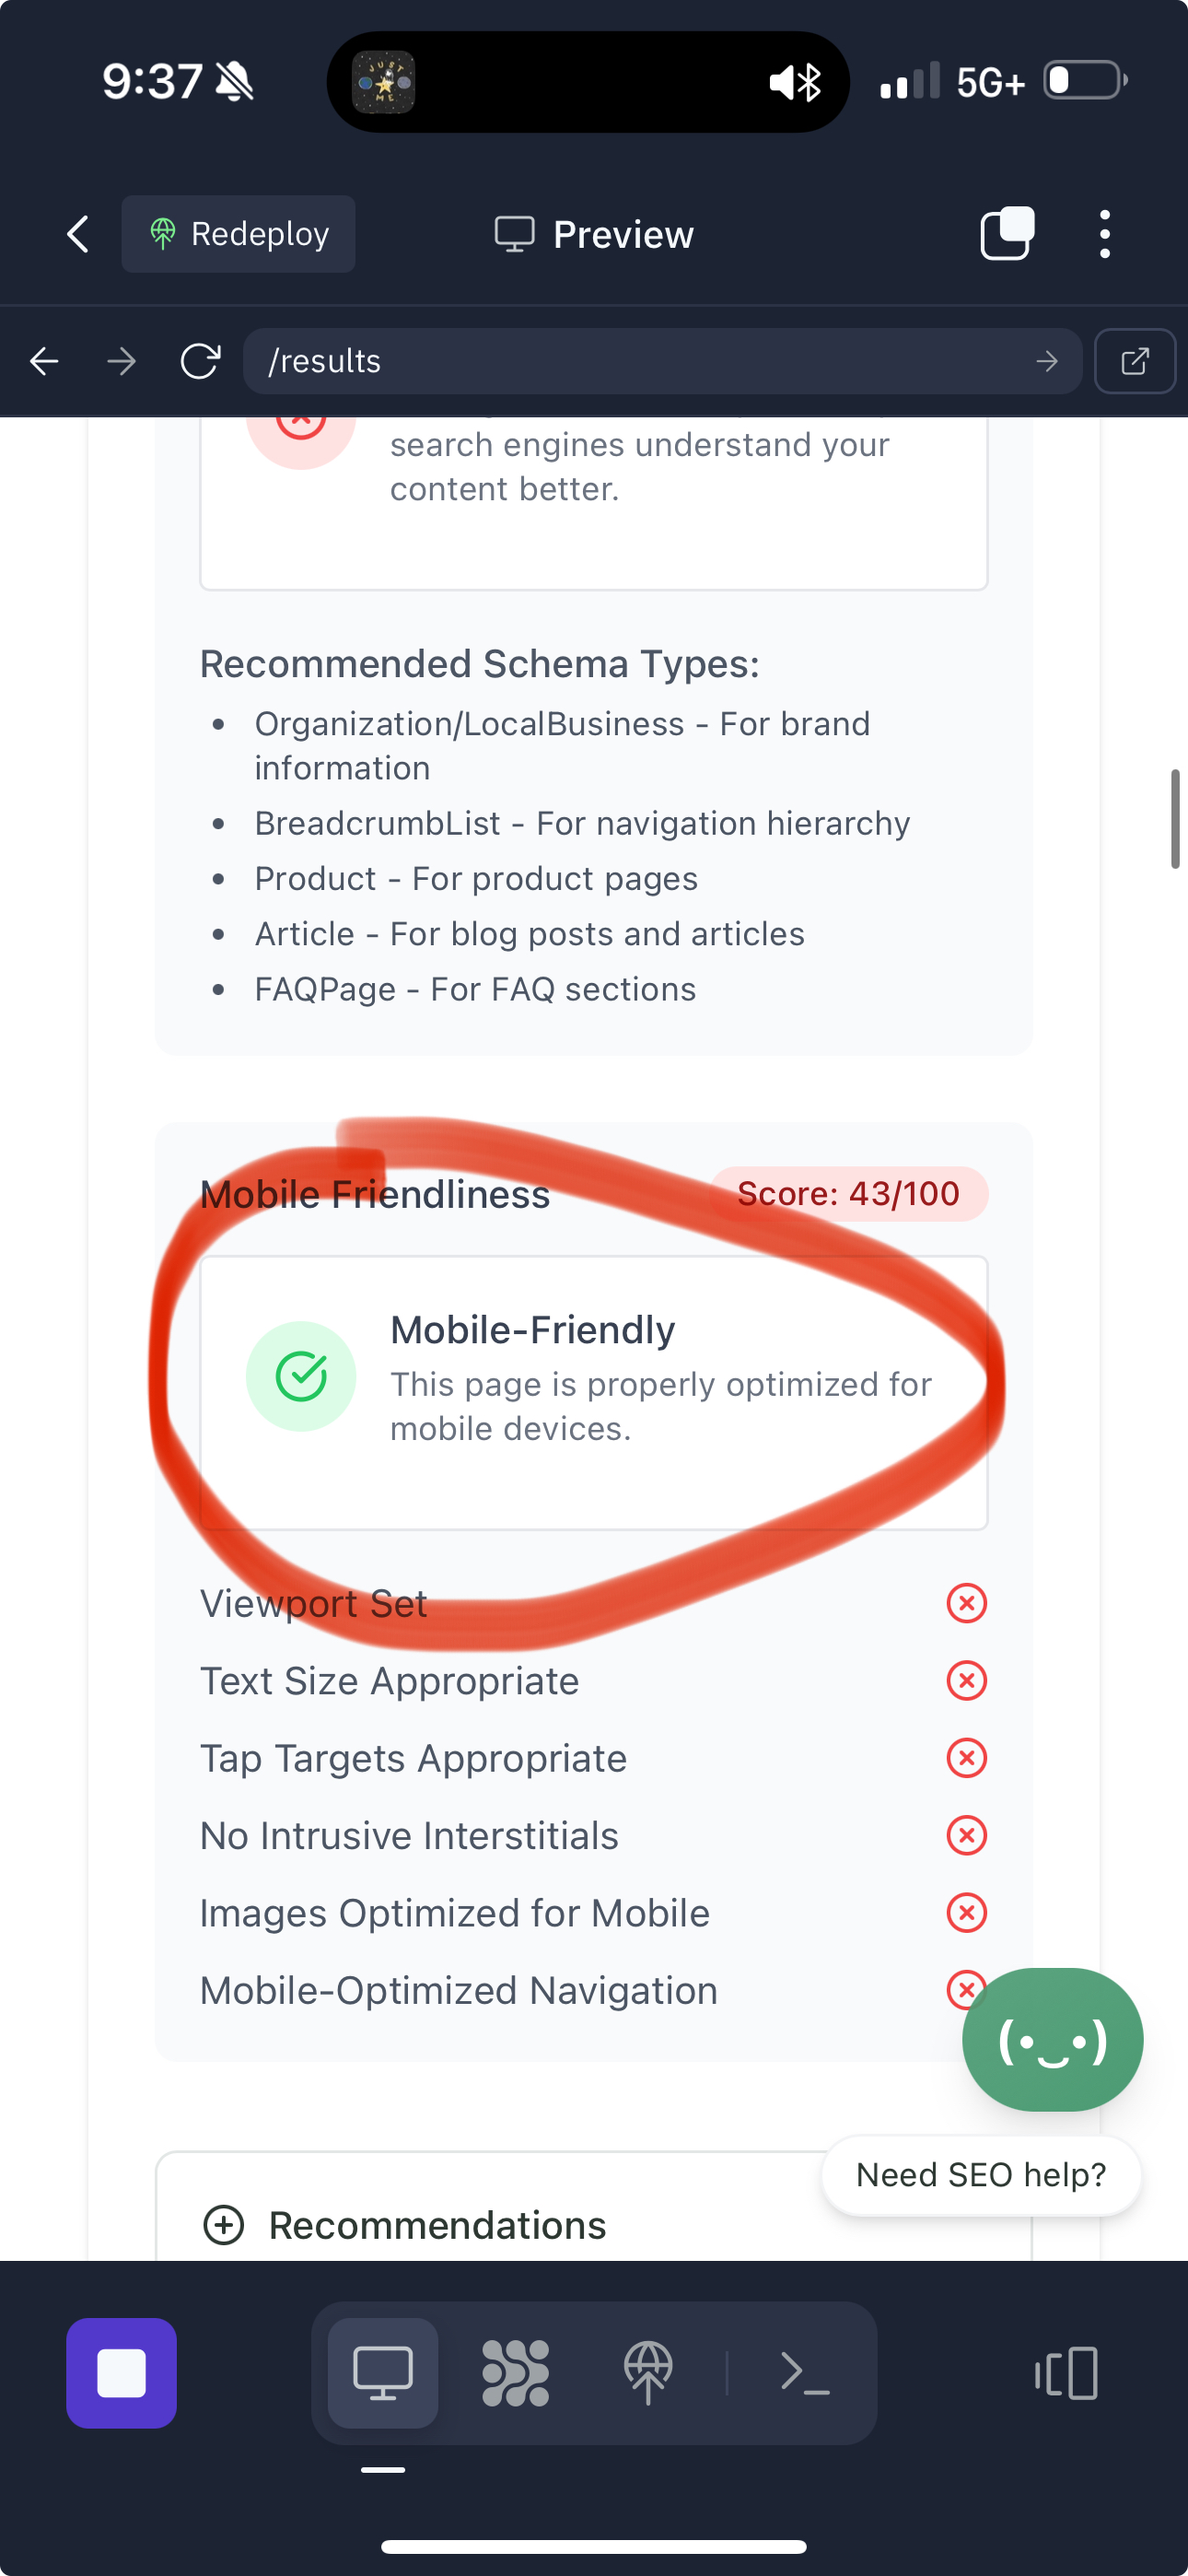 9:37
JUST
ME
5G+
Redeploy
Preview
/results
search engines understand your
content better.
Recommended Schema Types:
• Organization/LocalBusiness - For brand
information
• BreadcrumbList - For navigation hierarchy
• Product - For product pages
• Article - For blog posts and articles
• FAQPage - For FAQ sections
Mobile Friendliness
Score: 43/100
Mobile-Friendly
This page is properly optimized for
mobile devices.
Viewport Set
Text Size Appropriate
Tap Targets Appropriate
No Intrusive Interstitials
Images Optimized for Mobile
Mobile-Optimized Navigation
(•‿•)
Need SEO help?
Recommendations